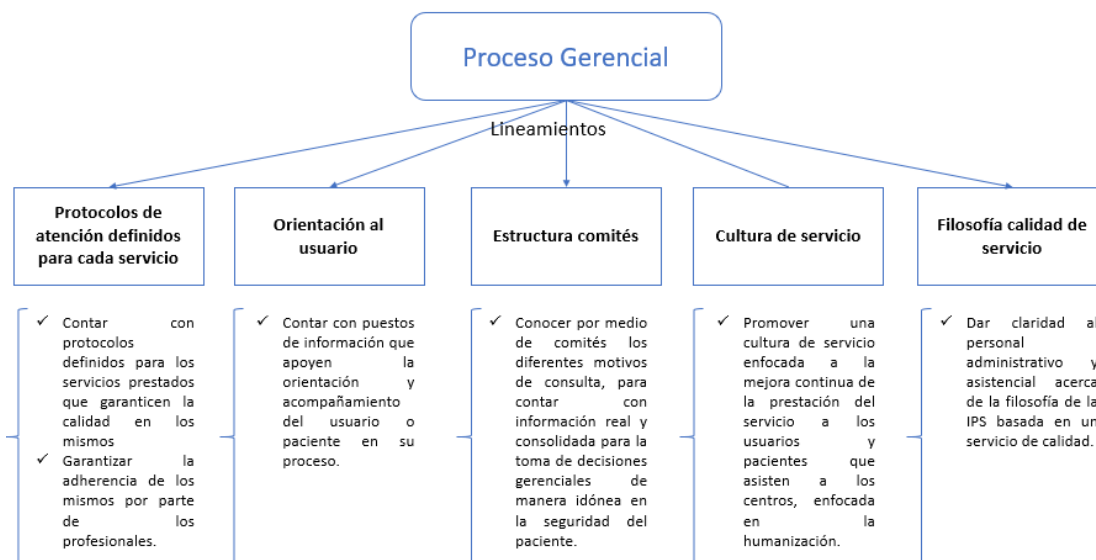 Proceso Gerencial
Lineamientos
Protocolos de
atención definidos
para cada servicio
Orientación al
usuario
Estructura comités
Cultura de servicio
Filosofía calidad de
servicio
✓ Contar con
protocolos
definidos para los
servicios prestados
que garanticen la
calidad en los
mismos
✓ Garantizar la
adherencia de los
mismos por parte
de los
profesionales.
✓ Contar con puestos
de información que
apoyen la
orientación y
acompañamiento
del usuario o
paciente en su
proceso.
✓ Conocer por medio
de comités los
diferentes motivos
de consulta, para
contar con
información real y
consolidada para la
toma de decisiones
gerenciales de
manera idónea en
la seguridad del
paciente.
✓ Promover una
cultura de servicio
enfocada a la
mejora continua de
la prestación del
servicio a los
usuarios y
pacientes que
asisten a los
centros, enfocada
en la
humanización.
✓ Dar claridad al
personal
administrativo y
asistencial acerca
de la filosofía de la
IPS basada en un
servicio de calidad.